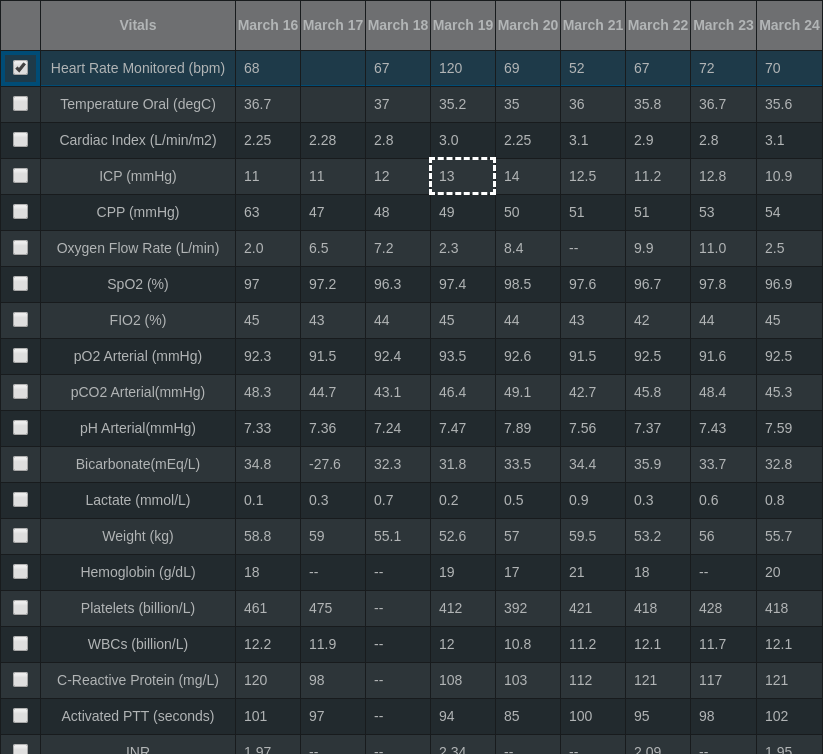 Vitals March 16 March 17 March 18 March 19 March 20 March 21 March 22 March 23 March 24
Heart Rate Monitored (bpm) 68 67 120 69 52 67 72 70
Temperature Oral (degC) 36.7 37 35.2 35 36 35.8 36.7 35.6
Cardiac Index (L/min/m2) 2.25 2.28 2.8 3.0 2.25 3.1 2.9 2.8 3.1
ICP (mmHg) 11 11 12 13 14 12.5 11.2 12.8 10.9
CPP (mmHg) 63 47 48 49 50 51 51 53 54
Oxygen Flow Rate (L/min) 2.0 6.5 7.2 2.3 8.4 -- 9.9 11.0 2.5
SpO2 (%) 97 97.2 96.3 97.4 98.5 97.6 96.7 97.8 96.9
FIO2 (%) 45 43 44 45 44 43 42 44 45
pO2 Arterial (mmHg) 92.3 91.5 92.4 93.5 92.6 91.5 92.5 91.6 92.5
pCO2 Arterial(mmHg) 48.3 44.7 43.1 46.4 49.1 42.7 45.8 48.4 45.3
pH Arterial(mmHg) 7.33 7.36 7.24 7.47 7.89 7.56 7.37 7.43 7.59
Bicarbonate(mEq/L) 34.8 -27.6 32.3 31.8 33.5 34.4 35.9 33.7 32.8
Lactate (mmol/L) 0.1 0.3 0.7 0.2 0.5 0.9 0.3 0.6 0.8
Weight (kg) 58.8 59 55.1 52.6 57 59.5 53.2 56 55.7
Hemoglobin (g/dL) 18 -- -- 19 17 21 18 -- 20
Platelets (billion/L) 461 475 -- 412 392 421 418 428 418
WBCs (billion/L) 12.2 11.9 -- 12 10.8 11.2 12.1 11.7 12.1
C-Reactive Protein (mg/L) 120 98 -- 108 103 112 121 117 121
Activated PTT (seconds) 101 97 -- 94 85 100 95 98 102
INR 1.97 -- -- 2.34 -- -- 2.09 -- 1.95